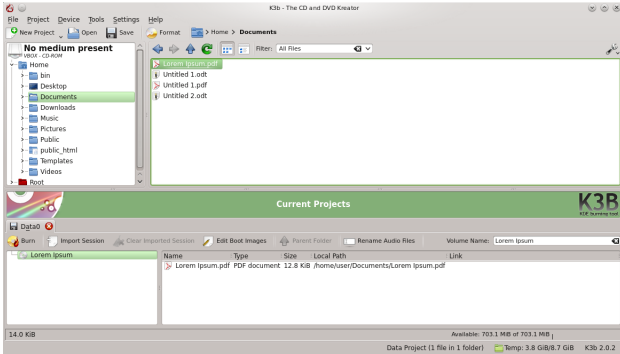 K3b - The CD and DVD Kreator
File Project Device Tools Settings Help
New Project Open Save Format > Home > Documents
No medium present
VBOX - CD-ROM
Filter: All Files
Home
bin
Desktop
Documents
Downloads
Music
Pictures
Public
public_html
Templates
Videos
Root
Lorem Ipsum.pdf
Untitled 1.odt
Untitled 1.pdf
Untitled 2.odt
Current Projects
K3B
KDE burning tool
Data0
Burn Import Session Clear Imported Session Edit Boot Images Parent Folder Rename Audio Files Volume Name: Lorem Ipsum
Lorem Ipsum
Name Type Size Local Path Link
Lorem Ipsum.pdf PDF document 12.8 KiB /home/user/Documents/Lorem Ipsum.pdf
14.0 KiB
Available: 703.1 MiB of 703.1 MiB
Data Project (1 file in 1 folder) Temp: 3.8 GiB/8.7 GiB K3b 2.0.2